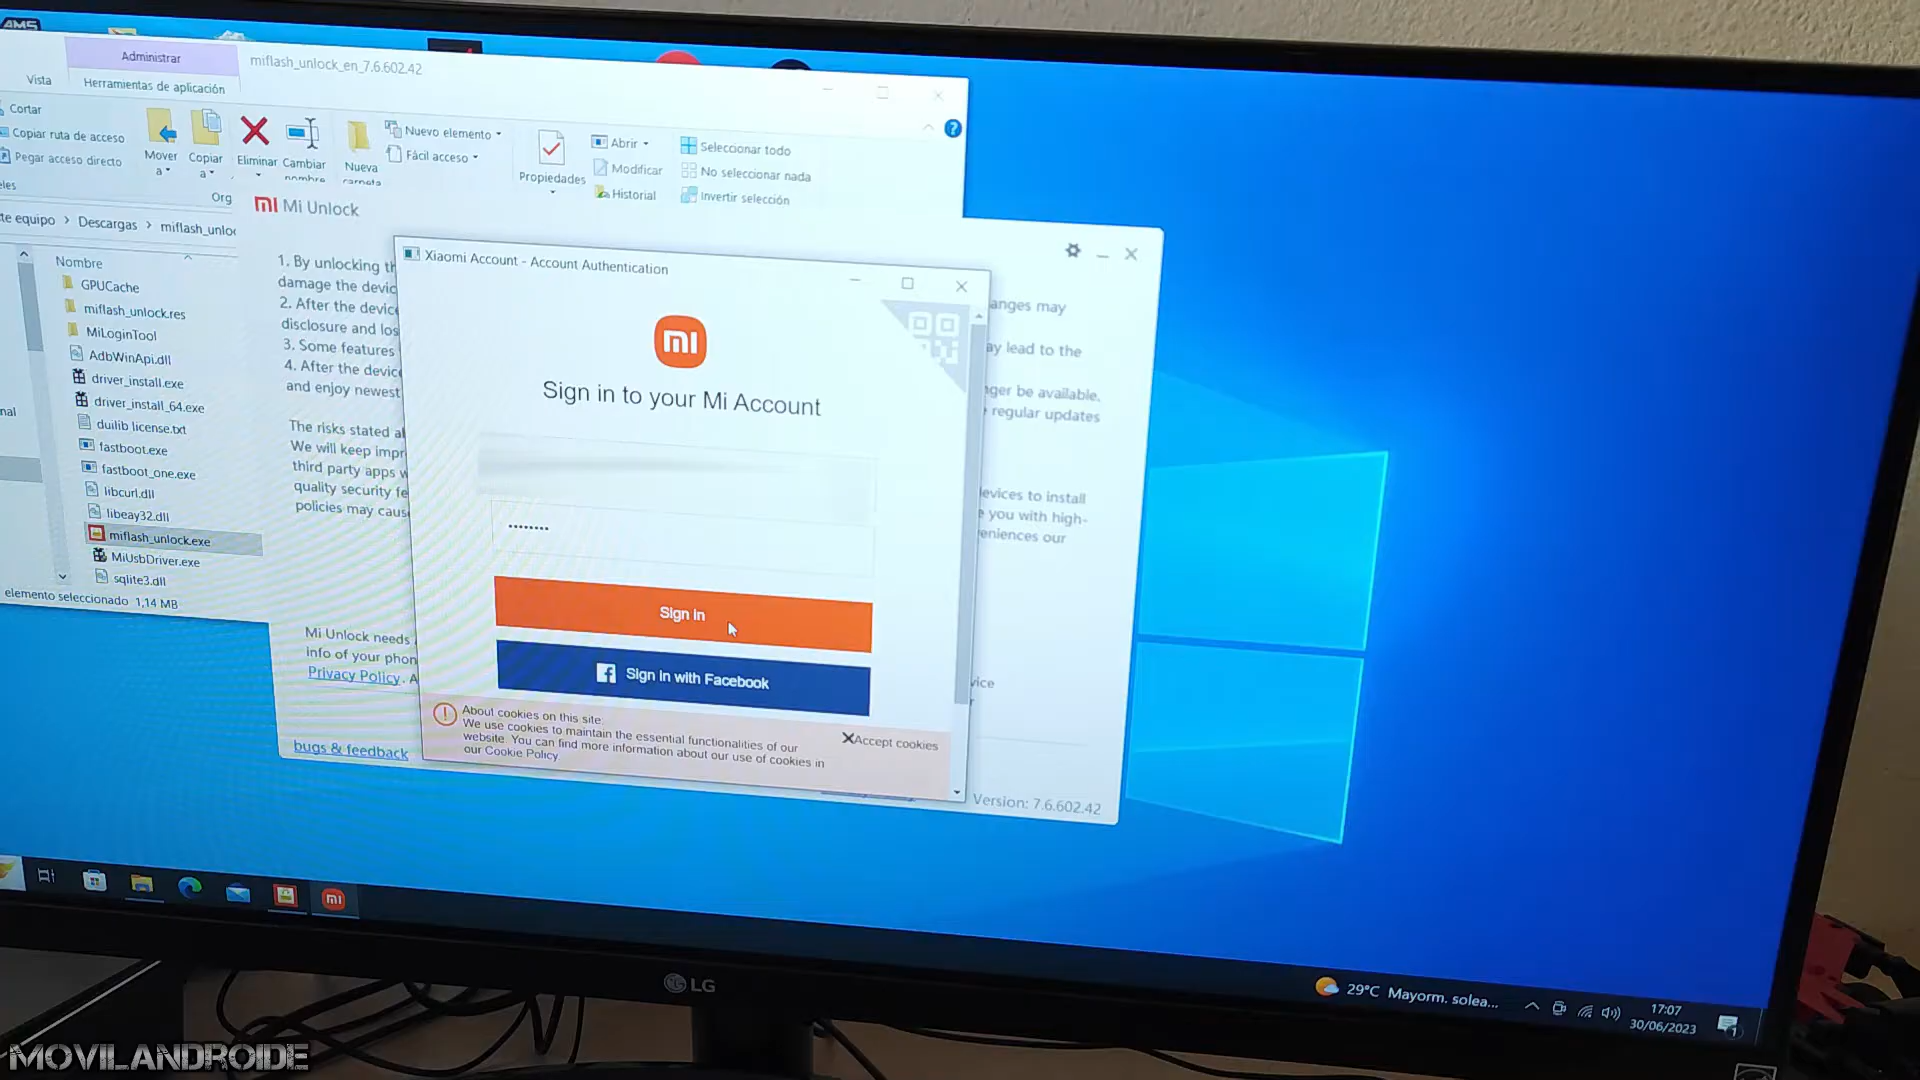 AMS
Administrar
miflash_unlock_en_7.6.602.42
Vista
Herramientas de aplicación
Cortar
Copiar ruta de acceso
Pegar acceso directo
Mover
a
Copiar
a
Eliminar
Cambiar
nombre
Nueva
carpeta
Nuevo elemento
Fácil acceso
Propiedades
Abrir
Modificar
Historial
Seleccionar todo
No seleccionar nada
Invertir selección
Org
te equipo > Descargas > miflash_unlo
Nombre
GPUCache
miflash_unlock.res
MiLoginTool
AdbWinApi.dll
driver_install.exe
driver_install_64.exe
duilib license.txt
fastboot.exe
fastboot_one.exe
libcurl.dll
libeay32.dll
miflash_unlock.exe
MiUsbDriver.exe
sqlite3.dll
elemento seleccionado 1,14 MB
mi Mi Unlock
1. By unlocking th
damage the devic
2. After the device
disclosure and los
3. Some features
4. After the device
and enjoy newest
The risks stated a
We will keep impr
third party apps w
quality security fe
policies may caus
Mi Unlock needs
info of your phon
Privacy Policy. A
bugs & feedback
anges may
ay lead to the
ger be available.
regular updates
devices to install
e you with high-
eniences our
vice
Version: 7.6.602.42
Xiaomi Account - Account Authentication
mi
Sign in to your Mi Account
••••••••
Sign in
f Sign in with Facebook
About cookies on this site:
We use cookies to maintain the essential functionalities of our
website. You can find more information about our use of cookies in
our Cookie Policy.
Accept cookies
mi
29°C Mayorm. solea...
17:07
30/06/2023
1
LG
MOVILANDROIDE